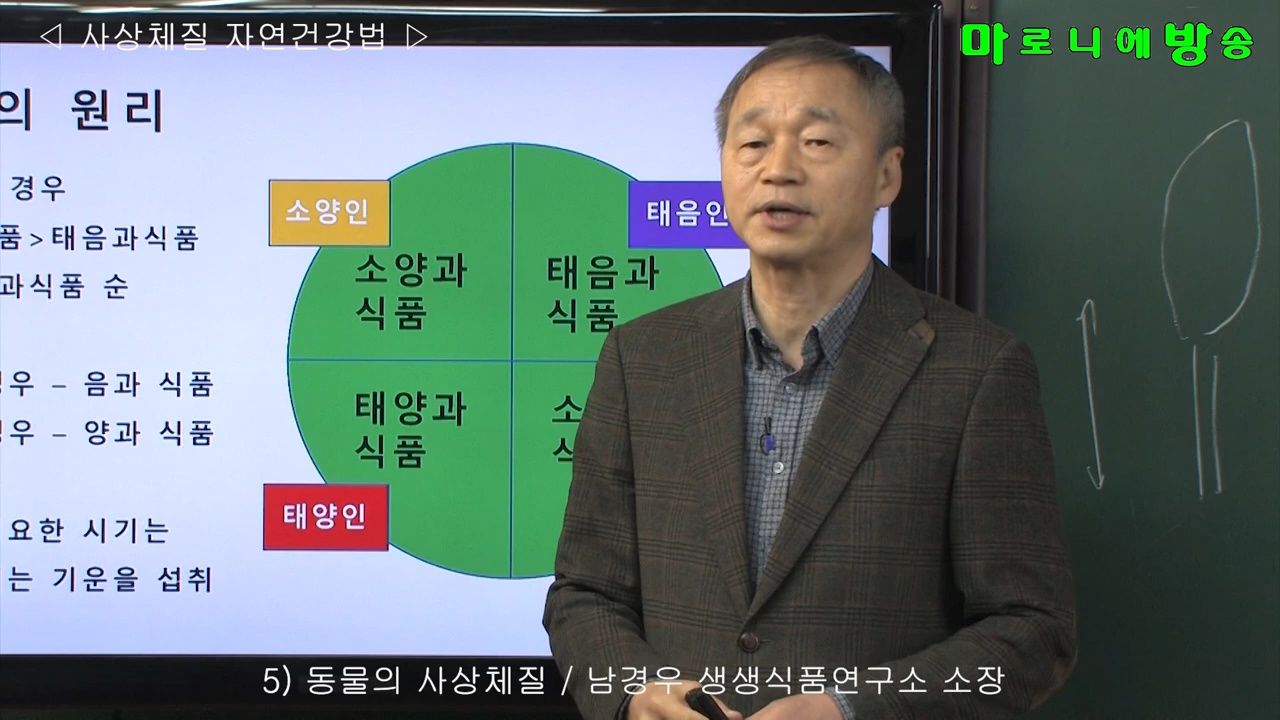 ◁ 사상체질 자연건강법 ▷
마로니에방송
의 원리
경우
품>태음과식품
과식품 순
경우 – 음과 식품
경우 – 양과 식품
요한 시기는
는 기운을 섭취
소양인
태음인
소양과
식품
태음과
식품
태양과
식품
소
식
태양인
5) 동물의 사상체질 / 남경우 생생식품연구소 소장